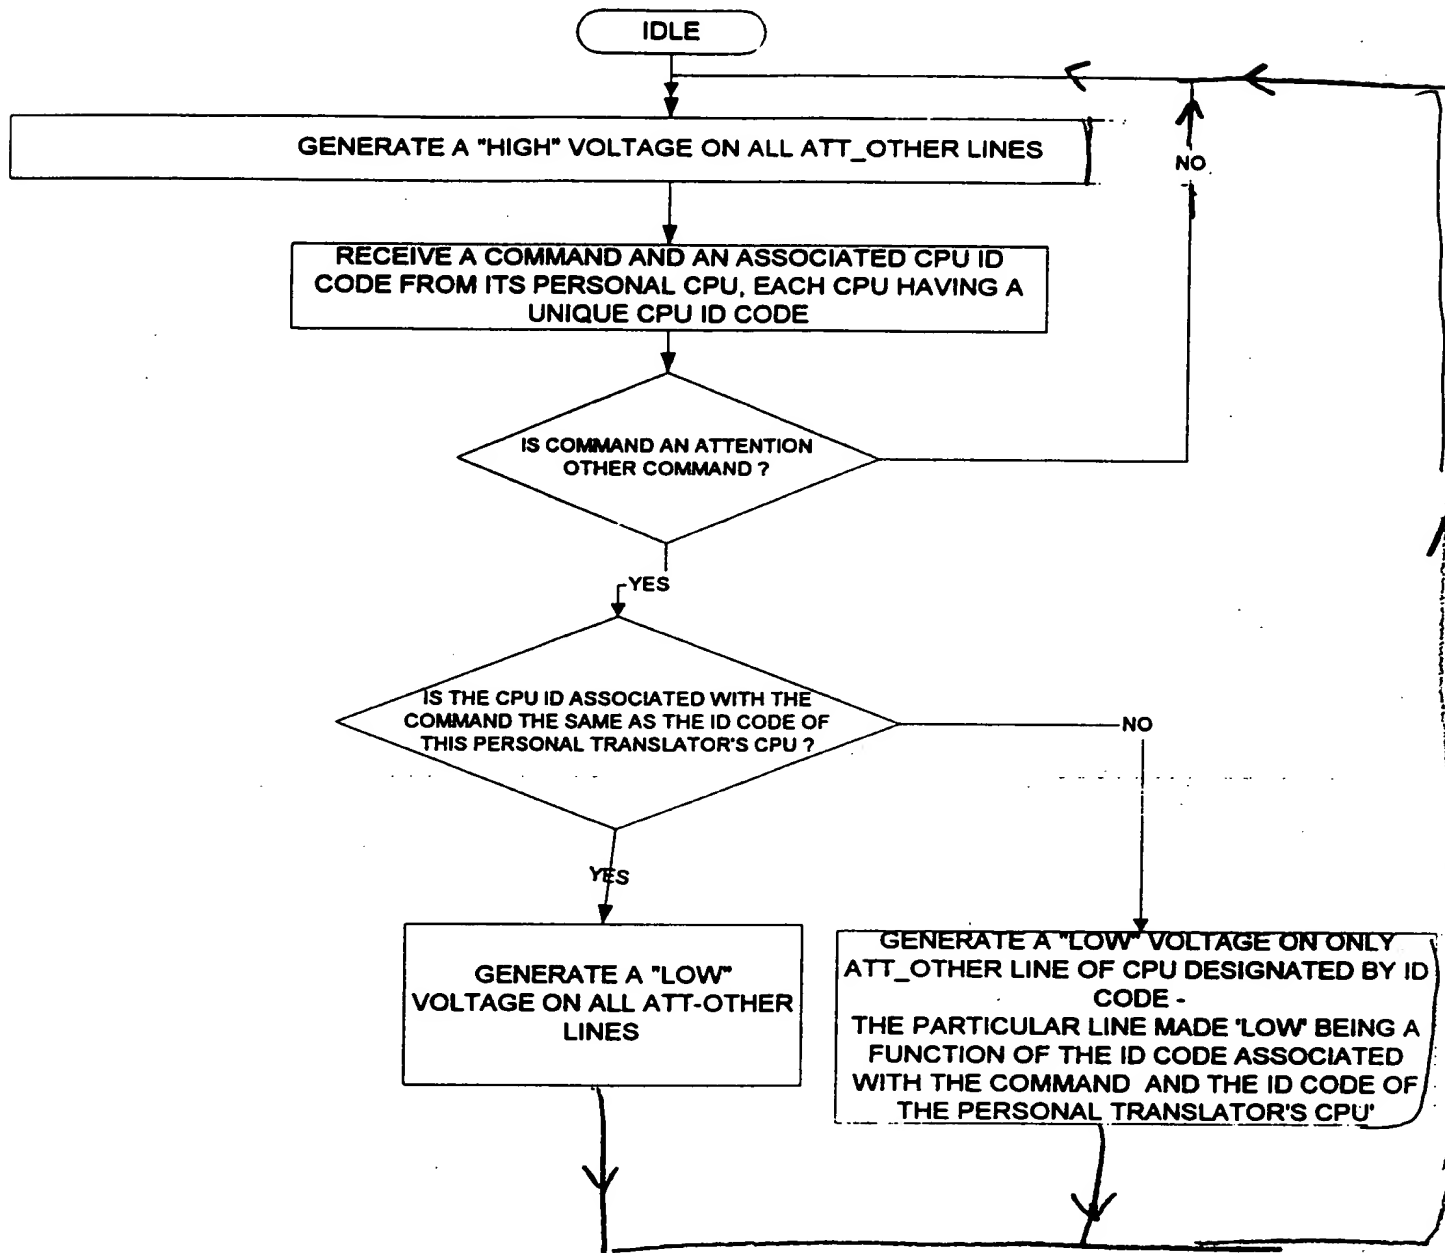 IDLE
GENERATE A "HIGH" VOLTAGE ON ALL ATT_OTHER LINES
NO
RECEIVE A COMMAND AND AN ASSOCIATED CPU ID
CODE FROM ITS PERSONAL CPU, EACH CPU HAVING A
UNIQUE CPU ID CODE
IS COMMAND AN ATTENTION
OTHER COMMAND ?
YES
IS THE CPU ID ASSOCIATED WITH THE
COMMAND THE SAME AS THE ID CODE OF
THIS PERSONAL TRANSLATOR'S CPU ?
NO
YES
GENERATE A "LOW"
VOLTAGE ON ALL ATT-OTHER
LINES
GENERATE A "LOW" VOLTAGE ON ONLY
ATT_OTHER LINE OF CPU DESIGNATED BY ID
CODE -
THE PARTICULAR LINE MADE 'LOW' BEING A
FUNCTION OF THE ID CODE ASSOCIATED
WITH THE COMMAND AND THE ID CODE OF
THE PERSONAL TRANSLATOR'S CPU'